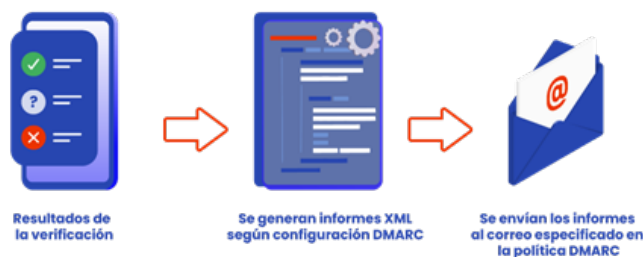 ?
@
Resultados de
la verificación
Se generan informes XML
según configuración DMARC
Se envían los informes
al correo especificado en
la política DMARC